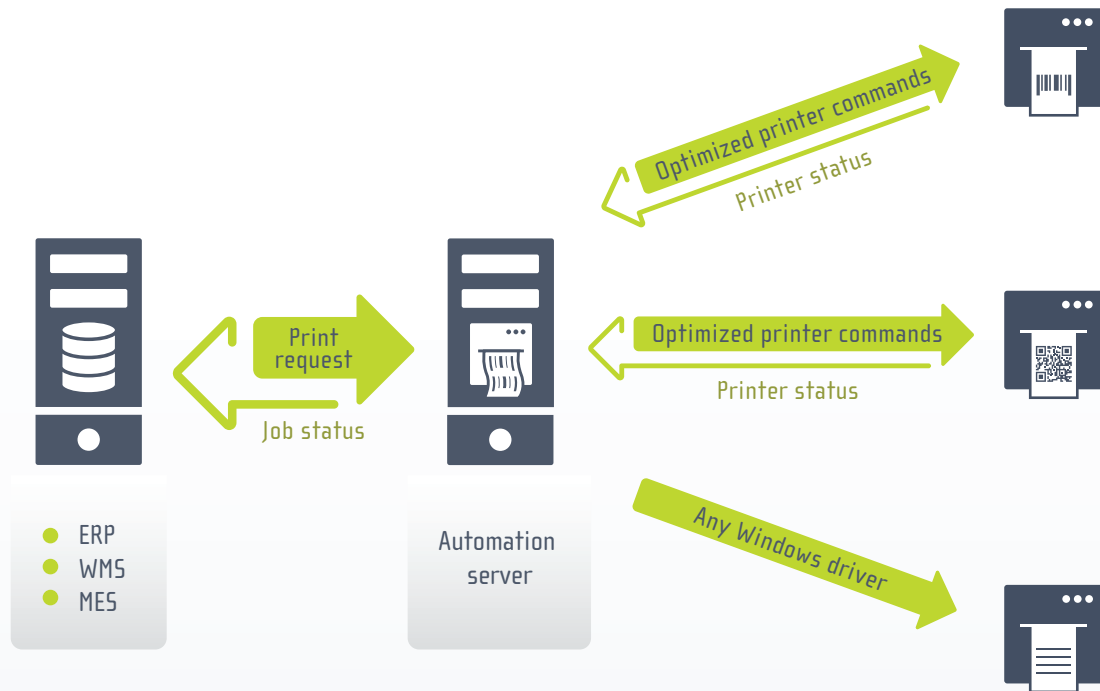 Optimized printer commands
Printer status
Print
request
Job status
Optimized printer commands
Printer status
Any Windows driver
ERP
WMS
MES
Automation
server